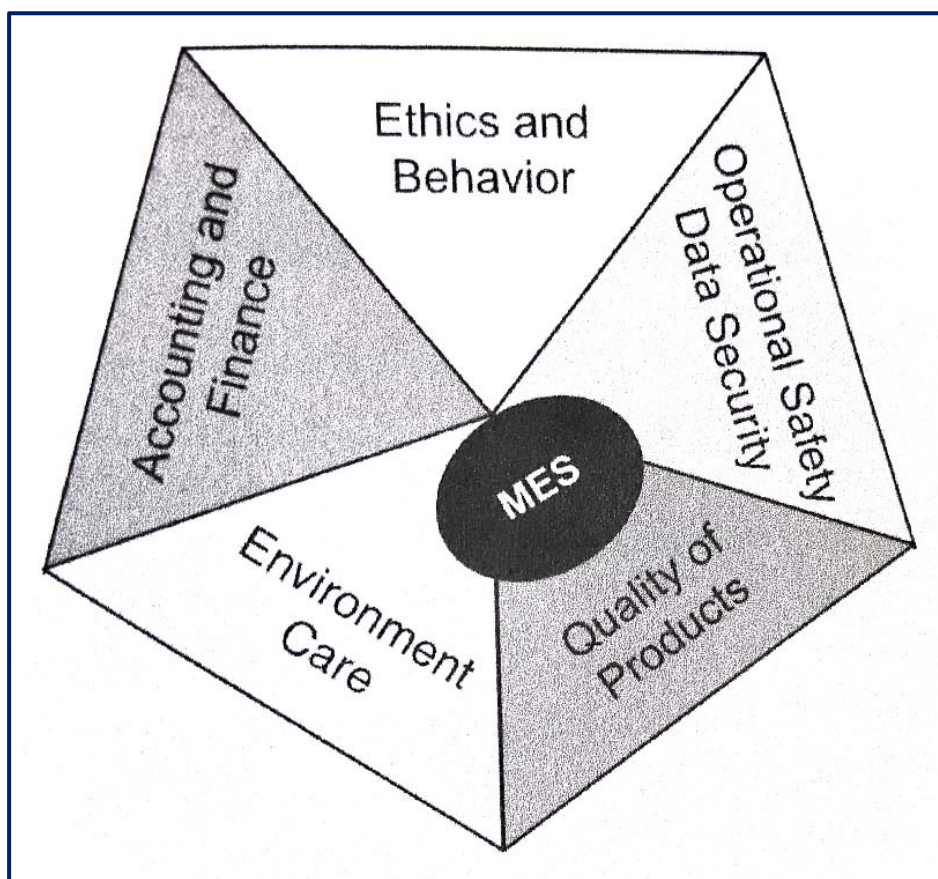 Ethics and
Behavior
Operational Safety
Data Security
Accounting and
Finance
MES
Environment
Care
Quality of
Products